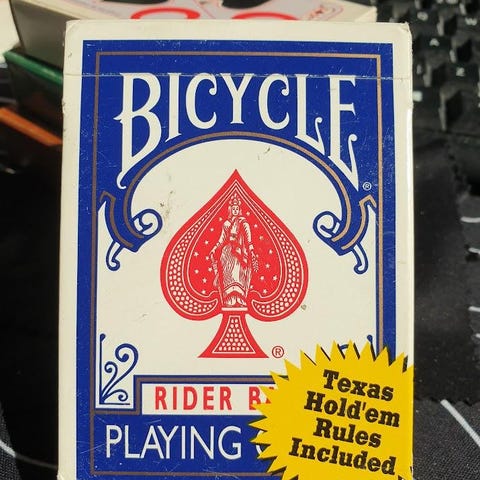 BICYCLE
®
®
RIDER B
PLAYING
Texas
Hold'em
Rules
Included